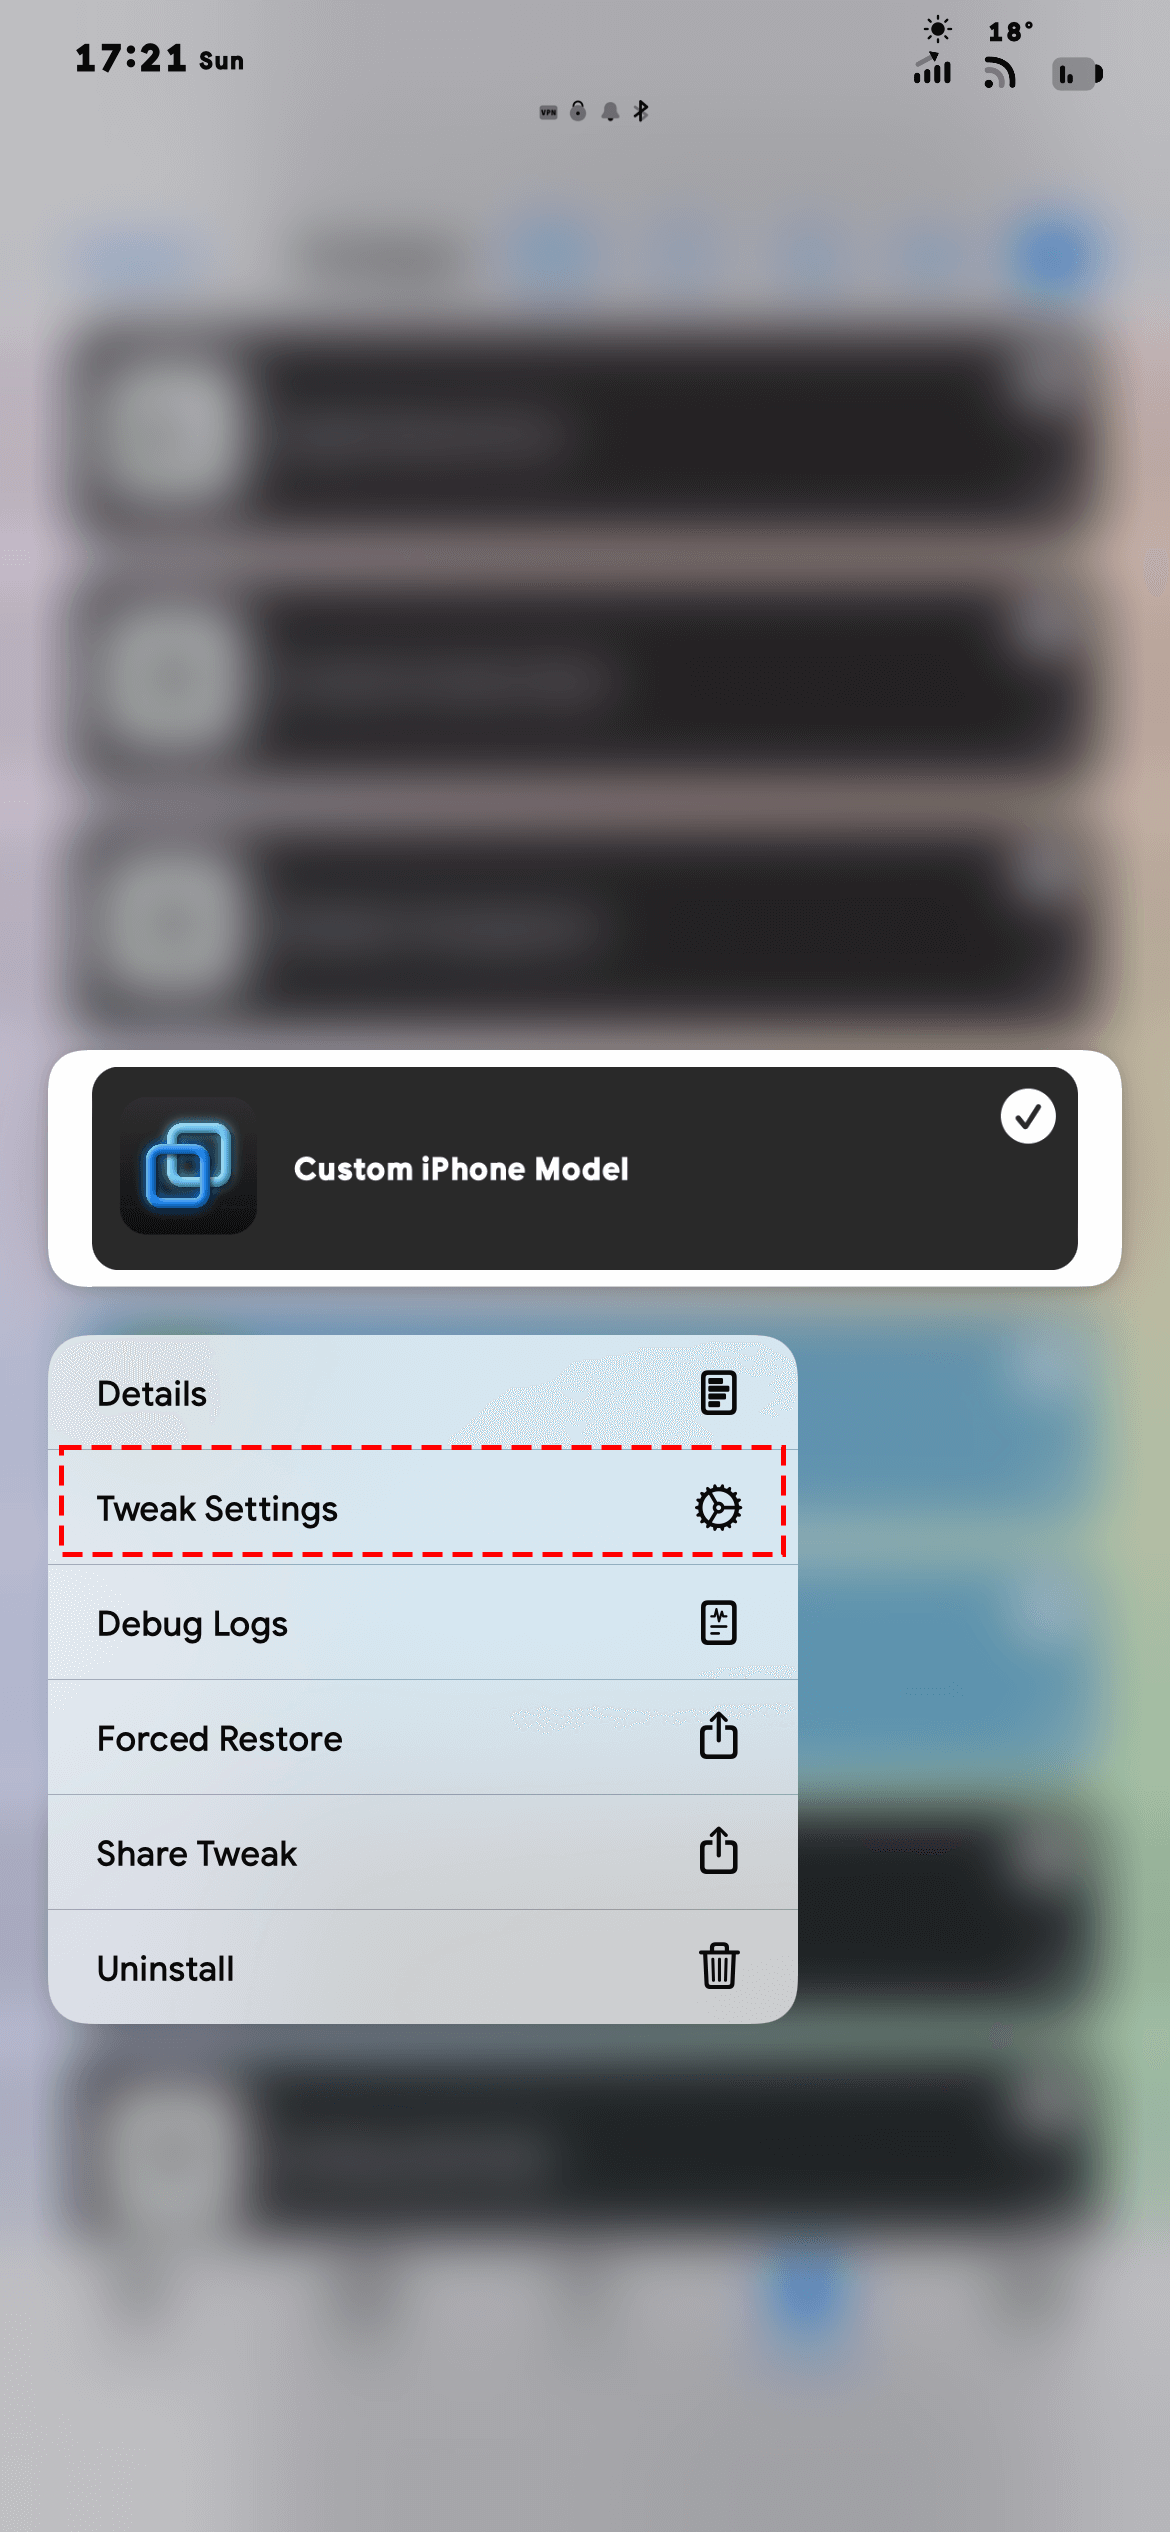 17:21 Sun
18°
VPN
Custom iPhone Model
Details
Tweak Settings
Debug Logs
Forced Restore
Share Tweak
Uninstall